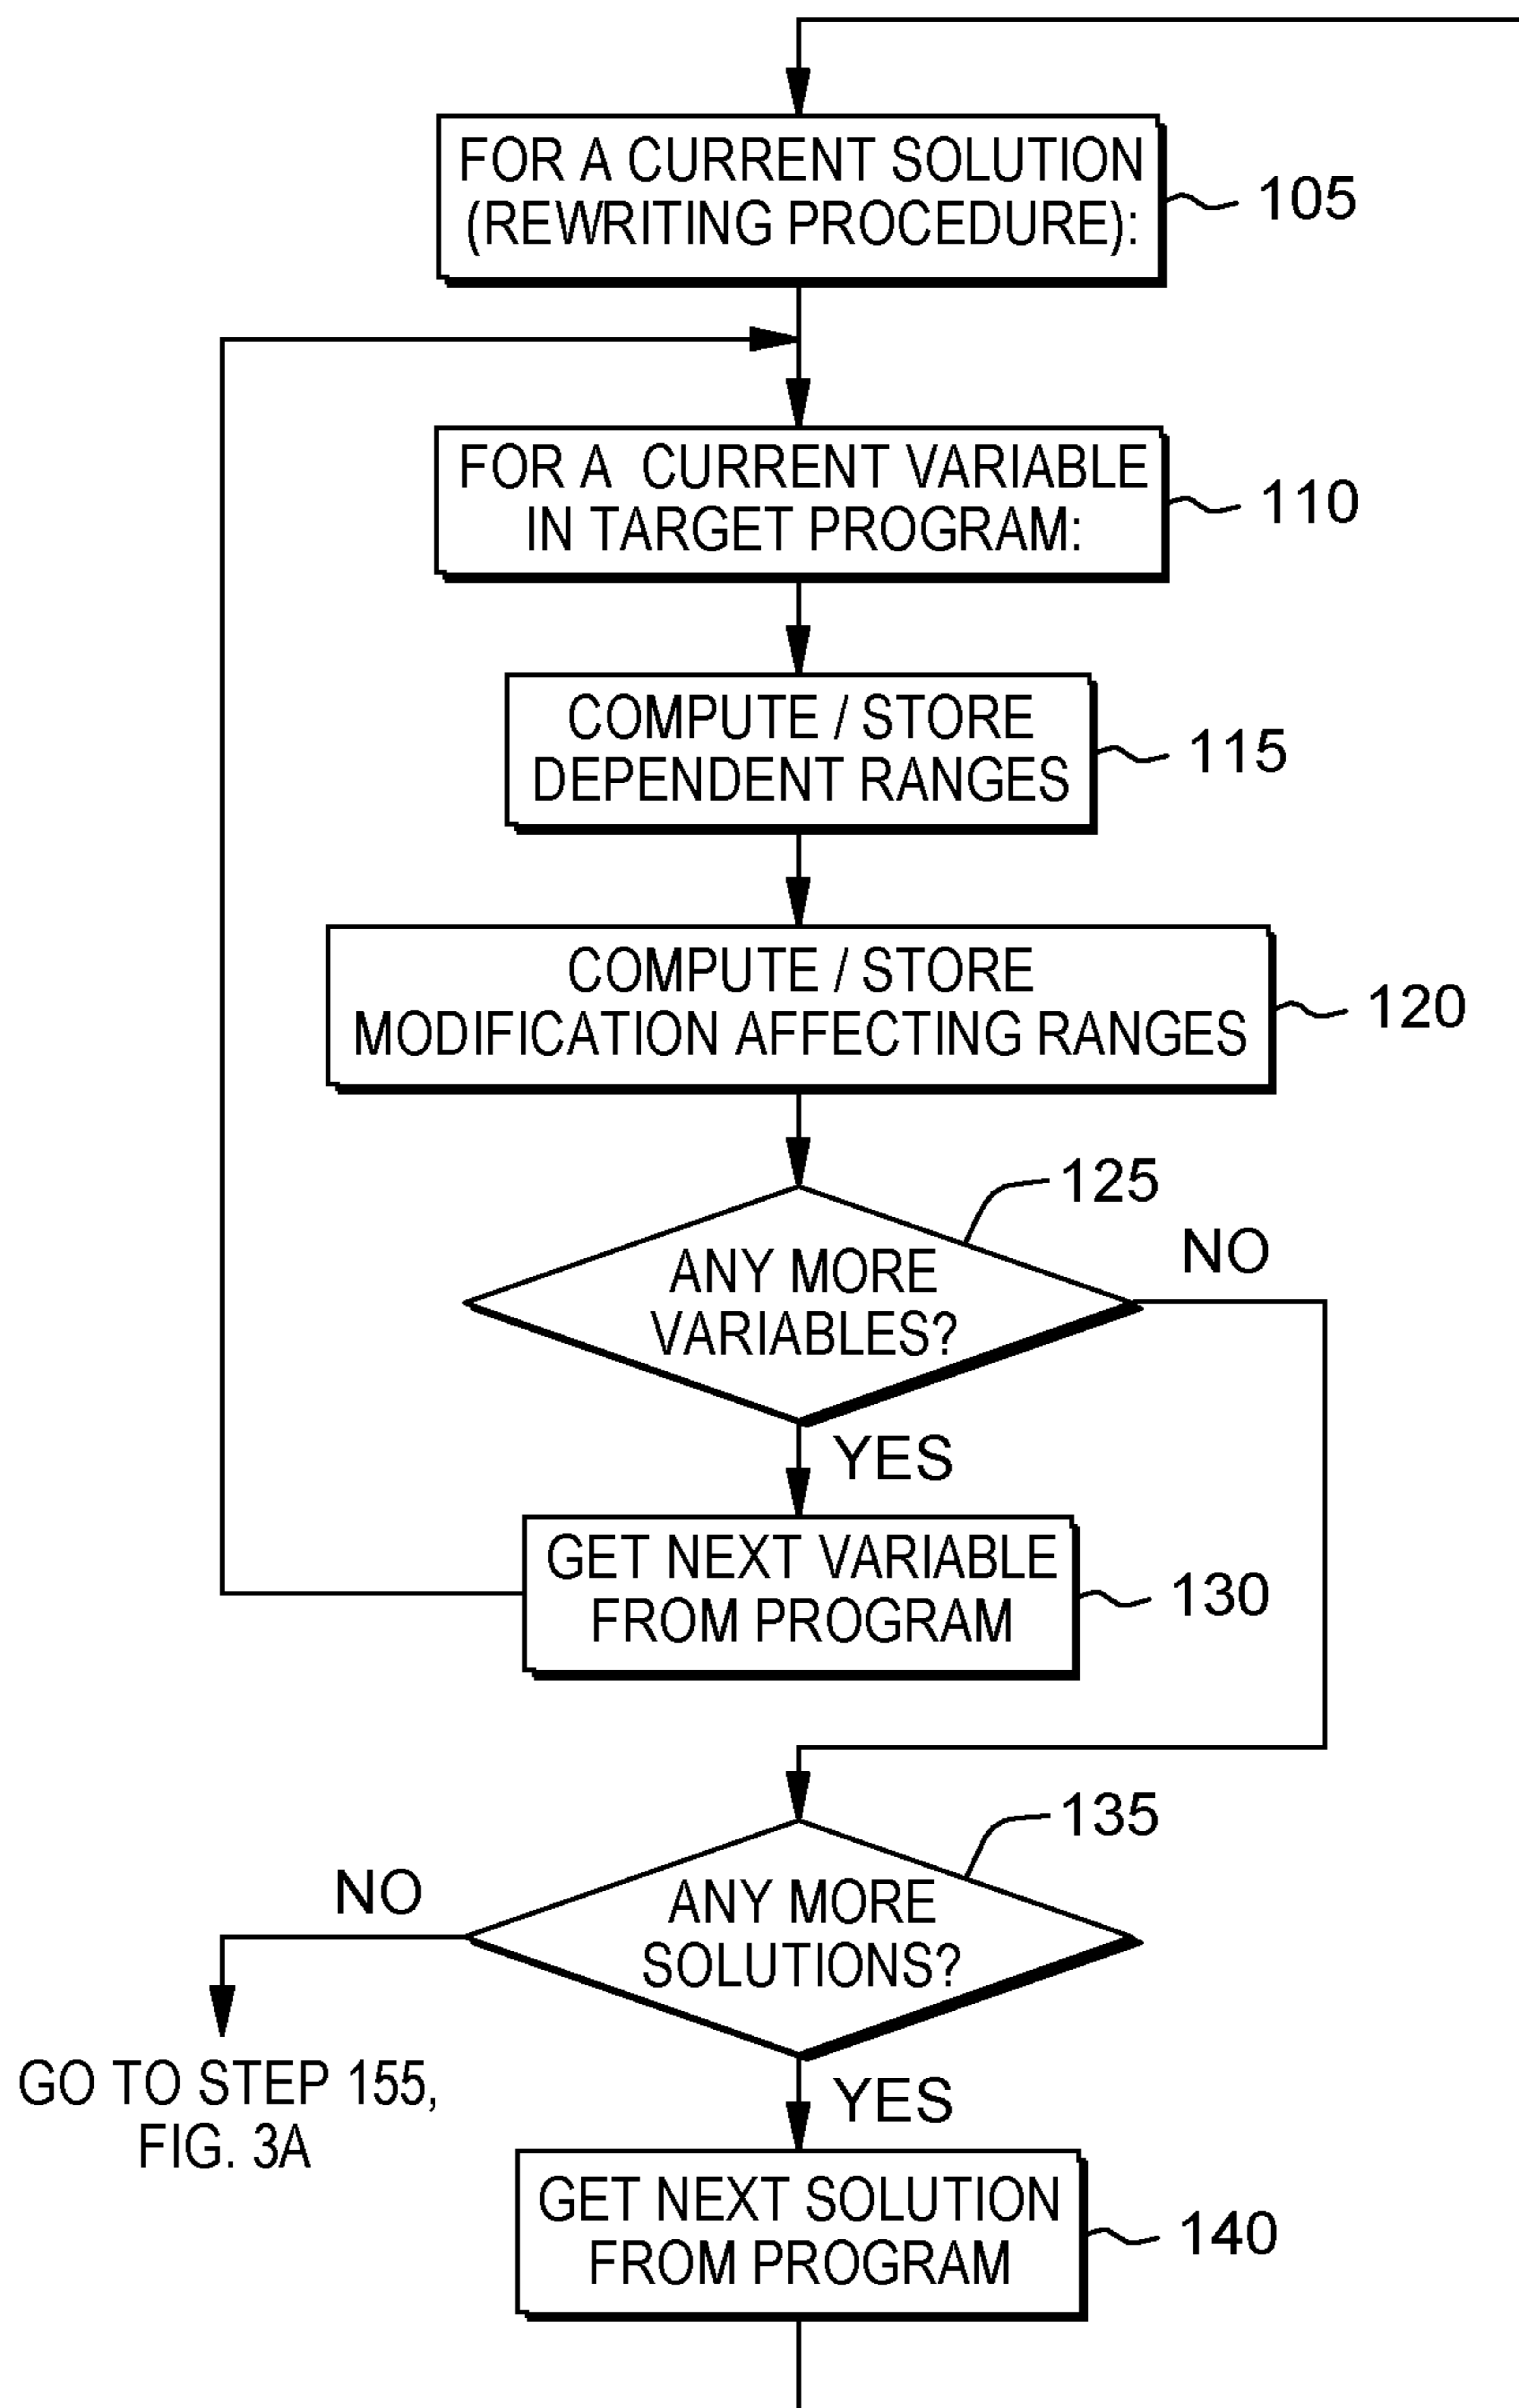 FOR A CURRENT SOLUTION
(REWRITING PROCEDURE):
105
FOR A CURRENT VARIABLE
IN TARGET PROGRAM:
110
COMPUTE / STORE
DEPENDENT RANGES
115
COMPUTE / STORE
MODIFICATION AFFECTING RANGES
120
125
ANY MORE
VARIABLES?
NO
YES
GET NEXT VARIABLE
FROM PROGRAM
130
135
ANY MORE
SOLUTIONS?
NO
GO TO STEP 155,
FIG. 3A
YES
GET NEXT SOLUTION
FROM PROGRAM
140